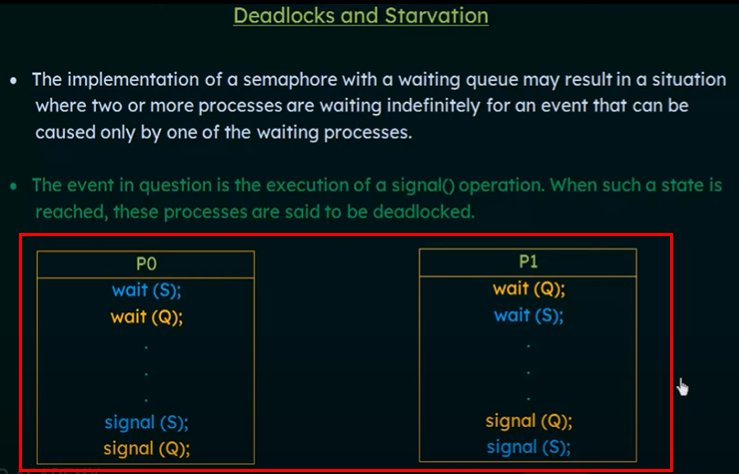 Deadlocks and Starvation
• The implementation of a semaphore with a waiting queue may result in a situation
where two or more processes are waiting indefinitely for an event that can be
caused only by one of the waiting processes.
• The event in question is the execution of a signal() operation. When such a state is
reached, these processes are said to be deadlocked.
P0
wait (S);
wait (Q);
.
.
.
signal (S);
signal (Q);
P1
wait (Q);
wait (S);
.
.
.
signal (Q);
signal (S);